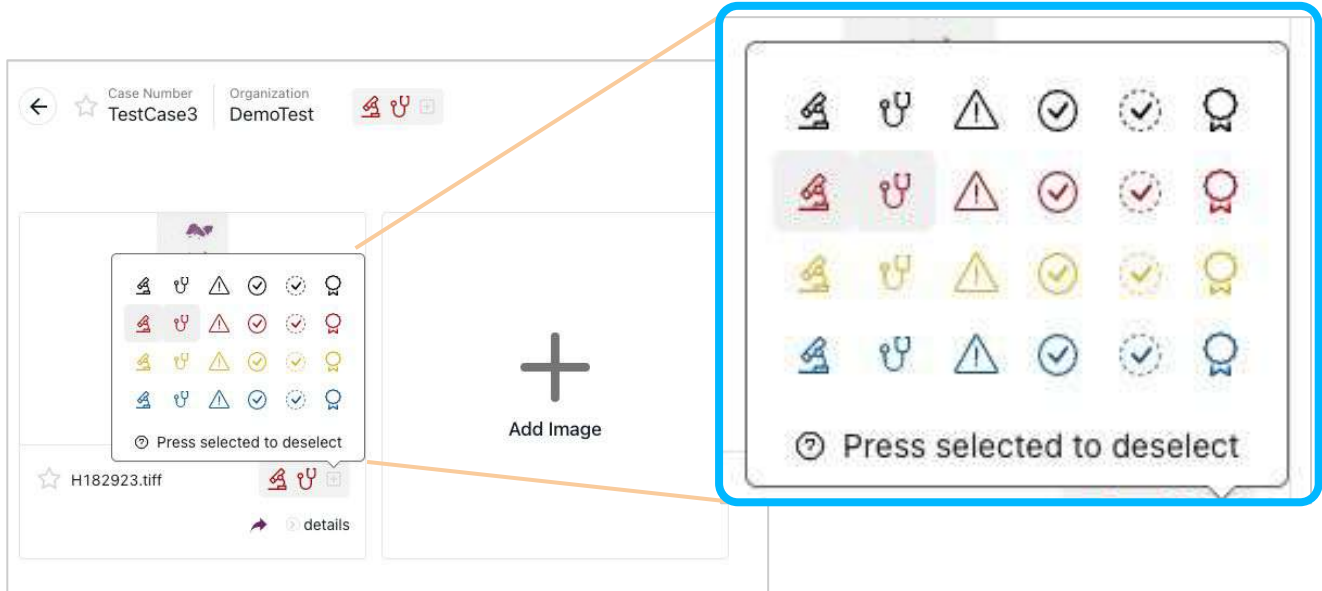 Case Number
TestCase3
Organization
DemoTest
Press selected to deselect
Add Image
H182923.tiff
details
Press selected to deselect